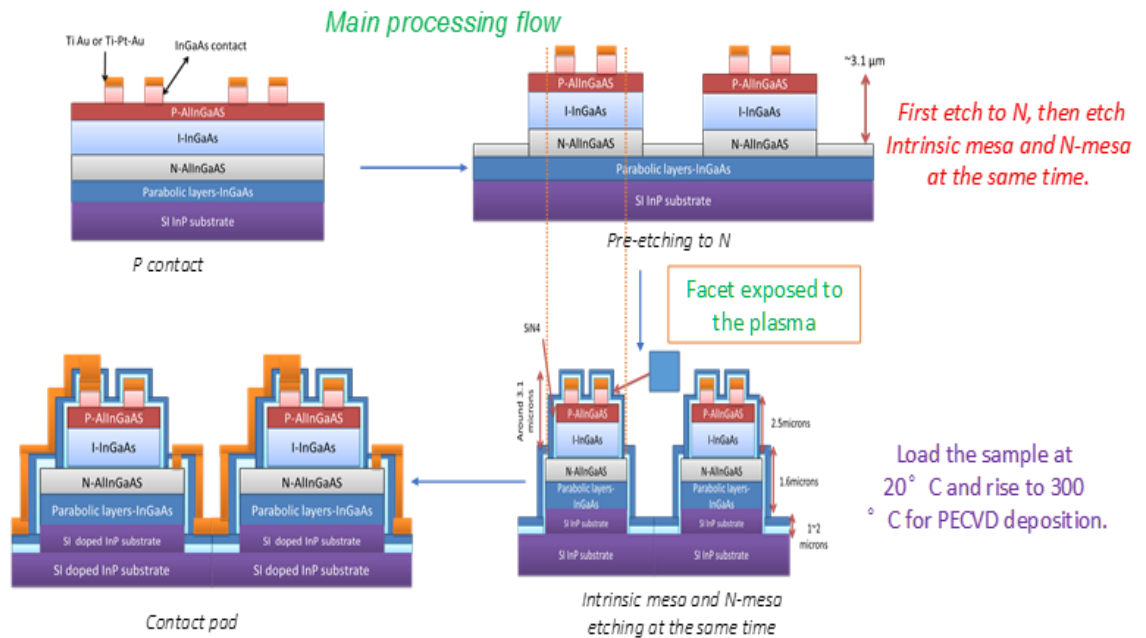 Main processing flow
Ti Au or Ti-Pt-Au
InGaAs contact
P-AlInGaAS
I-InGaAs
N-AlInGaAS
Parabolic layers-InGaAs
SI InP substrate
P contact
P-AlInGaAS
I-InGaAs
N-AlInGaAS
P-AlInGaAS
I-InGaAs
N-AlInGaAS
Parabolic layers-InGaAs
SI InP substrate
~3.1 µm
Pre-etching to N
First etch to N, then etch
Intrinsic mesa and N-mesa
at the same time.
Facet exposed to
the plasma
SiN4
Around 3.1
microns
P-AlInGaAS
I-InGaAs
N-AlInGaAS
Parabolic layers-
InGaAs
SI InP substrate
SI InP substrate
P-AlInGaAS
I-InGaAs
N-AlInGaAS
Parabolic layers-
InGaAs
SI InP substrate
SI InP substrate
2.5microns
1.6microns
1~2
microns
Intrinsic mesa and N-mesa
etching at the same time
Load the sample at
20° C and rise to 300
° C for PECVD deposition.
P-AlInGaAS
I-InGaAs
N-AlInGaAS
Parabolic layers-InGaAs
SI doped InP substrate
SI doped InP substrate
P-AlInGaAS
I-InGaAs
N-AlInGaAS
Parabolic layers-InGaAs
SI doped InP substrate
SI doped InP substrate
Contact pad